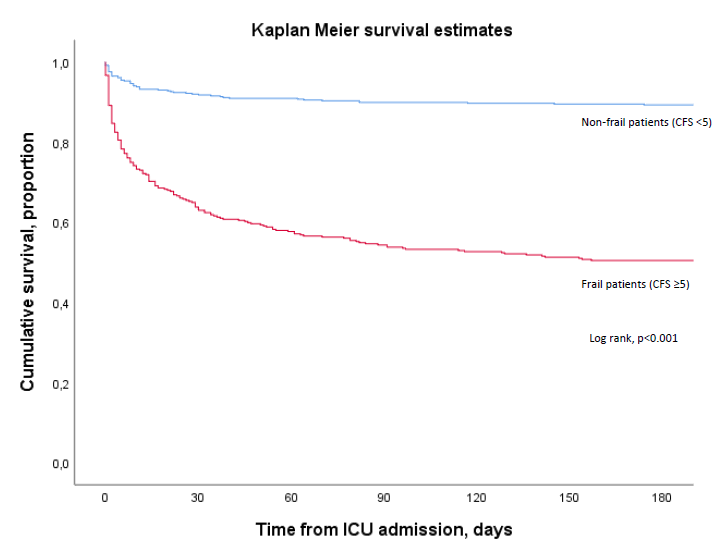 Kaplan Meier survival estimates
Cumulative survival, proportion
1,0
0,8
0,6
0,4
0,2
0,0
Non-frail patients (CFS <5)
Frail patients (CFS ≥5)
Log rank, p<0.001
0 30 60 90 120 150 180
Time from ICU admission, days